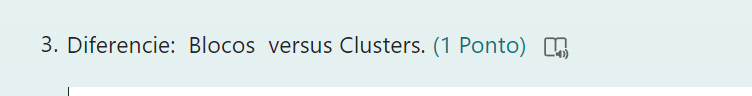 3. Diferencie: Blocos versus Clusters. (1 Ponto)